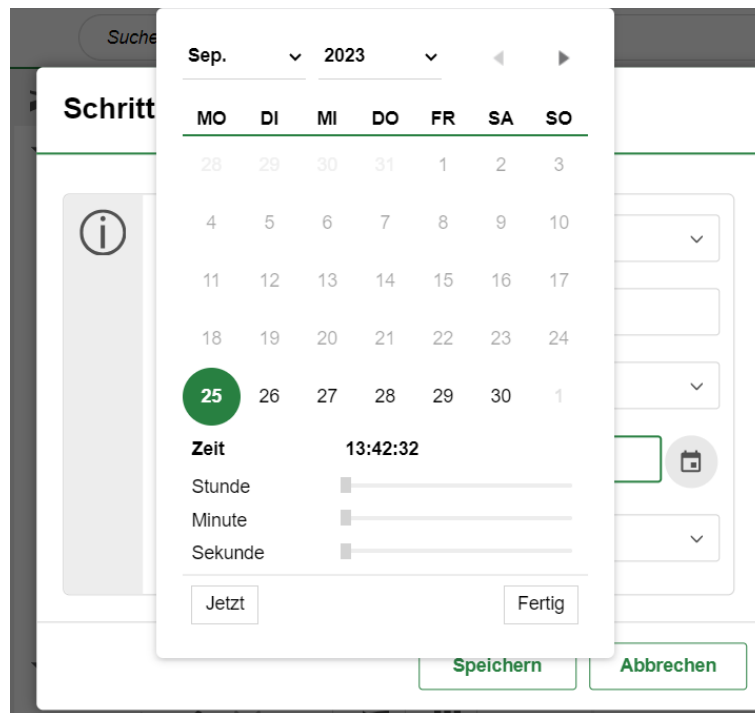 Suche
Sep. 2023
Schritt
MO DI MI DO FR SA SO
28 29 30 31 1 2 3
4 5 6 7 8 9 10
11 12 13 14 15 16 17
18 19 20 21 22 23 24
25 26 27 28 29 30 1
Zeit 13:42:32
Stunde
Minute
Sekunde
Jetzt Fertig
Speichern Abbrechen